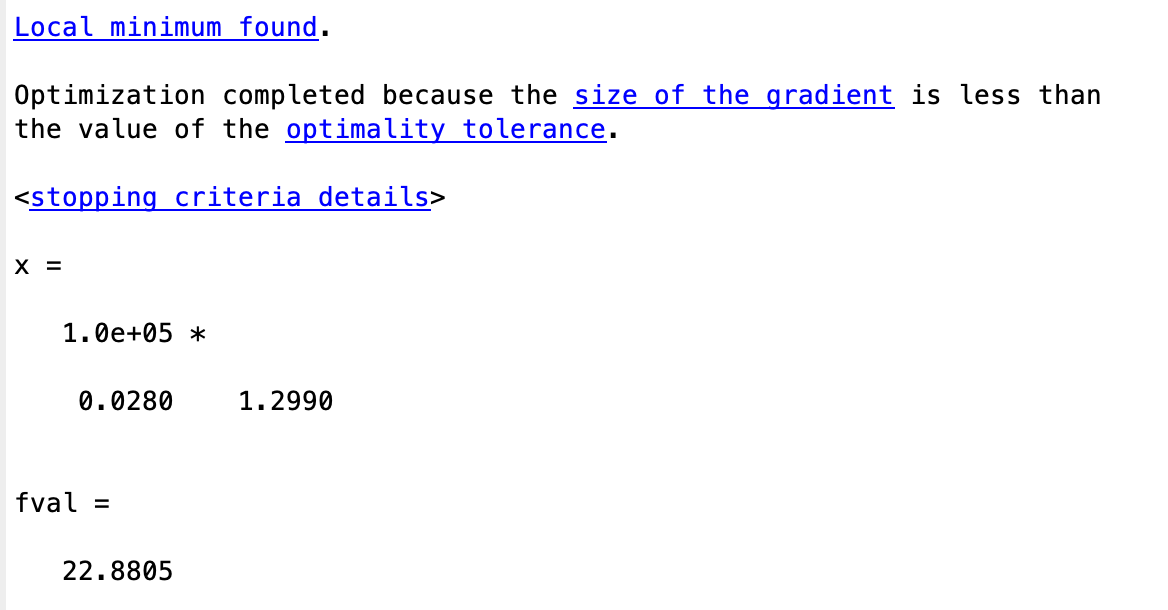 Local minimum found.
Optimization completed because the size of the gradient is less than
the value of the optimality tolerance.
<stopping criteria details>
x =
1.0e+05 *
0.0280    1.2990
fval =
22.8805